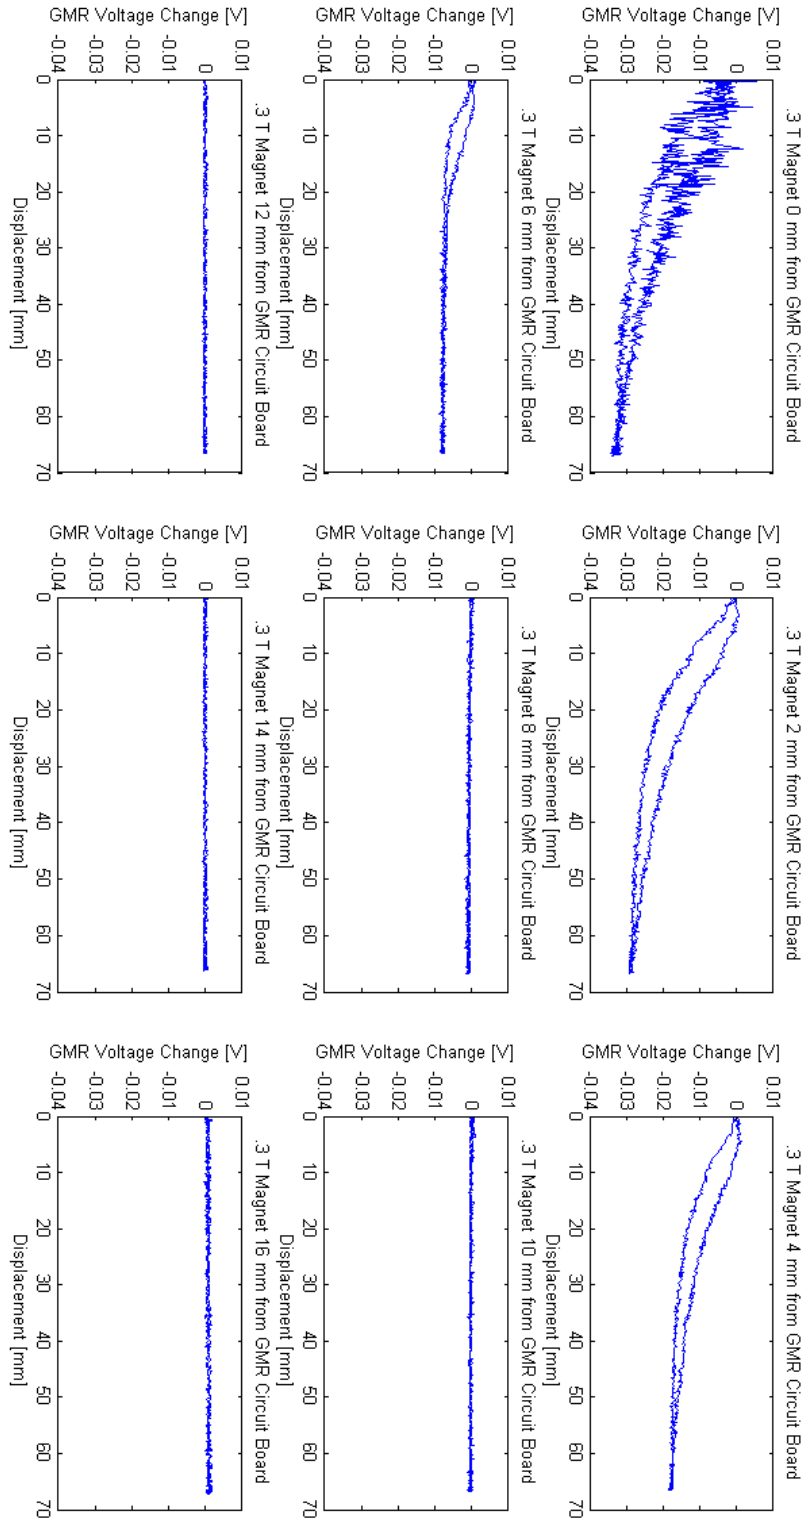 .3 T Magnet 0 mm from GMR Circuit Board
GMR Voltage Change [V]
0.01
0
-0.01
-0.02
-0.03
-0.04
0 10 20 30 40 50 60 70
Displacement [mm]
.3 T Magnet 2 mm from GMR Circuit Board
GMR Voltage Change [V]
0.01
0
-0.01
-0.02
-0.03
-0.04
0 10 20 30 40 50 60 70
Displacement [mm]
.3 T Magnet 4 mm from GMR Circuit Board
GMR Voltage Change [V]
0.01
0
-0.01
-0.02
-0.03
-0.04
0 10 20 30 40 50 60 70
Displacement [mm]
.3 T Magnet 6 mm from GMR Circuit Board
GMR Voltage Change [V]
0.01
0
-0.01
-0.02
-0.03
-0.04
0 10 20 30 40 50 60 70
Displacement [mm]
.3 T Magnet 8 mm from GMR Circuit Board
GMR Voltage Change [V]
0.01
0
-0.01
-0.02
-0.03
-0.04
0 10 20 30 40 50 60 70
Displacement [mm]
.3 T Magnet 10 mm from GMR Circuit Board
GMR Voltage Change [V]
0.01
0
-0.01
-0.02
-0.03
-0.04
0 10 20 30 40 50 60 70
Displacement [mm]
.3 T Magnet 12 mm from GMR Circuit Board
GMR Voltage Change [V]
0.01
0
-0.01
-0.02
-0.03
-0.04
0 10 20 30 40 50 60 70
Displacement [mm]
.3 T Magnet 14 mm from GMR Circuit Board
GMR Voltage Change [V]
0.01
0
-0.01
-0.02
-0.03
-0.04
0 10 20 30 40 50 60 70
Displacement [mm]
.3 T Magnet 16 mm from GMR Circuit Board
GMR Voltage Change [V]
0.01
0
-0.01
-0.02
-0.03
-0.04
0 10 20 30 40 50 60 70
Displacement [mm]